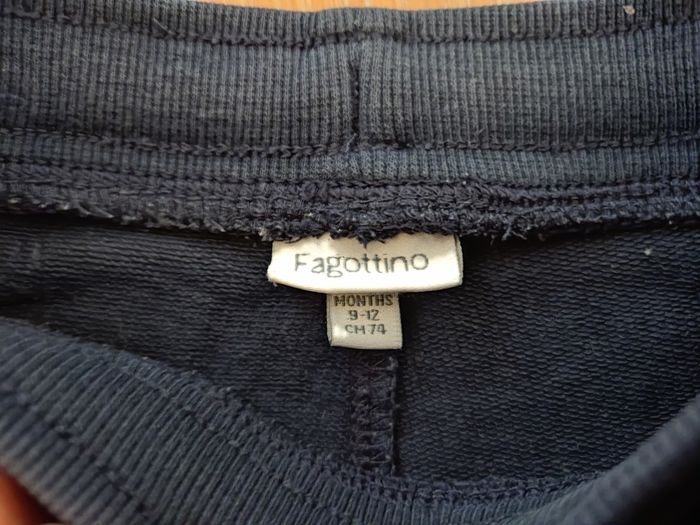 Fagottino
MONTHS
9-12
CM 74